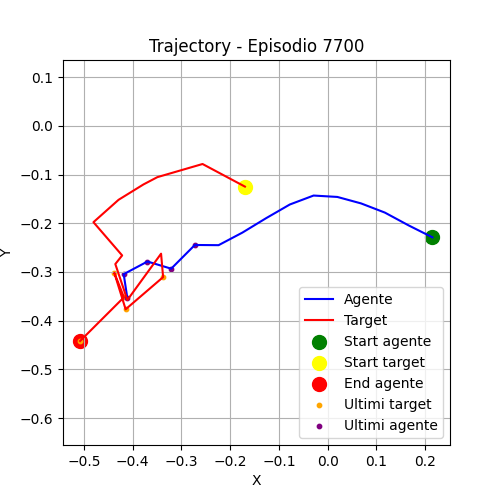 Trajectory - Episodio 7700
0.1
0.0
−0.1
−0.2
−0.3
−0.4
−0.5
−0.6
Y
Agente
Target
Start agente
Start target
End agente
Ultimi target
Ultimi agente
−0.5 −0.4 −0.3 −0.2 −0.1 0.0 0.1 0.2
X